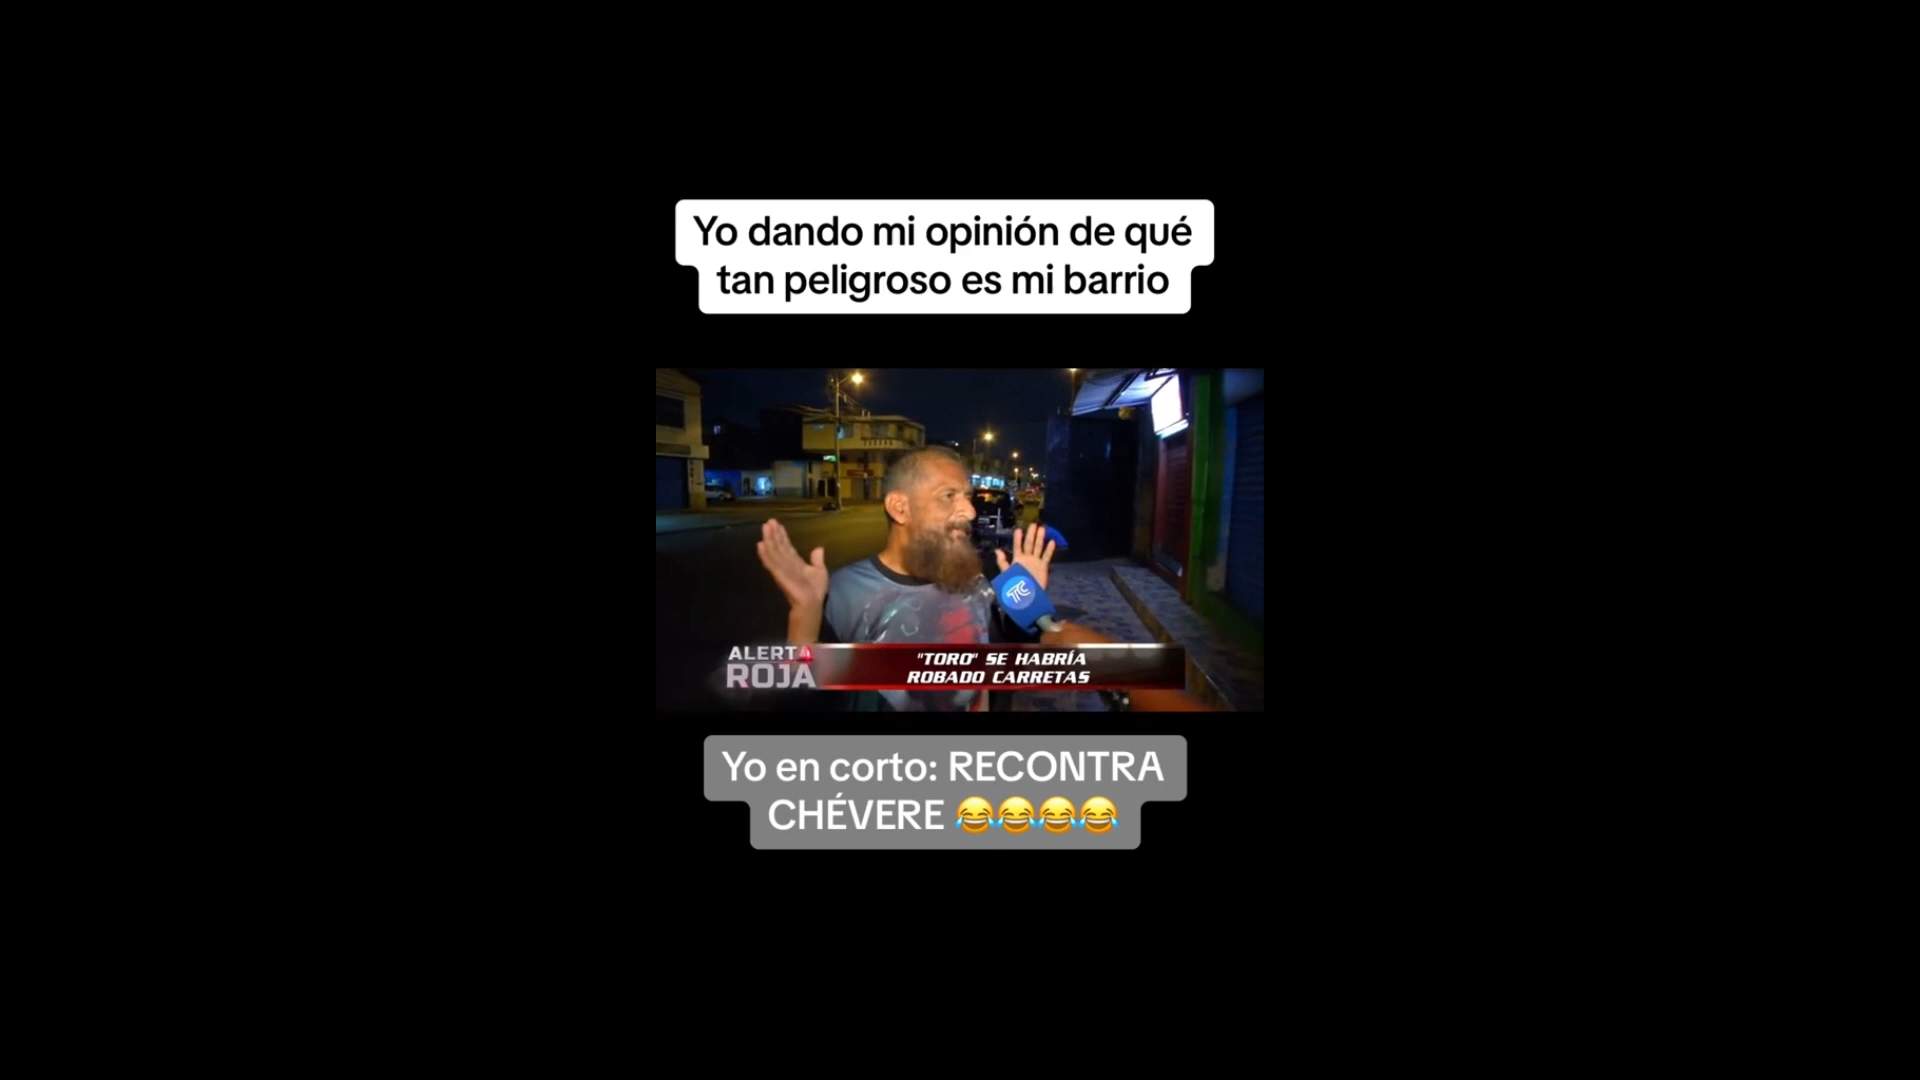 Yo dando mi opinión de qué
tan peligroso es mi barrio
TC
ALERTA
ROJA
"TORO" SE HABRÍA
ROBADO CARRETAS
Yo en corto: RECONTRA
CHÉVERE 😂😂😂😂